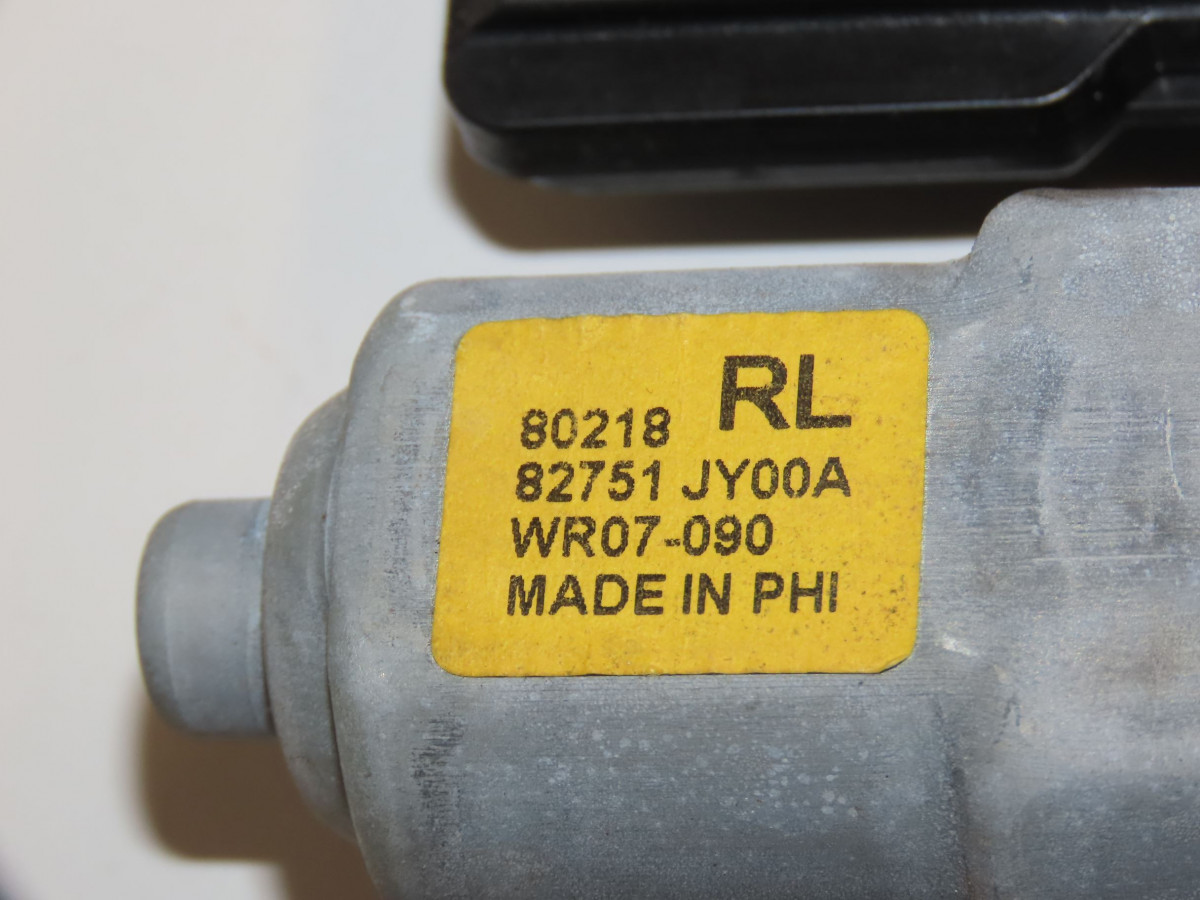 RL
80218
82751 JY00A
WR07-090
MADE IN PHI